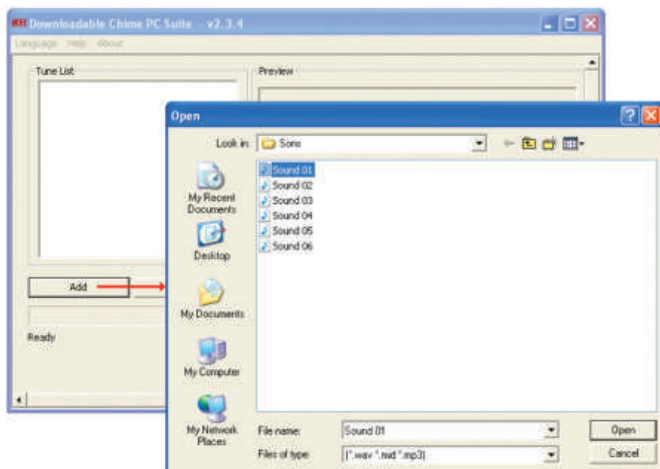 RH Downloadable Chime PC Suite - v2.3.4
Language Help About
Tune List
Preview
Add
Ready
Open
Look in: Sons
Sound 01
Sound 02
Sound 03
Sound 04
Sound 05
Sound 06
My Recent
Documents
Desktop
My Documents
My Computer
My Network
Places
File name: Sound 01 Open
Files of type: (*.wav *.mid *.mp3) Cancel